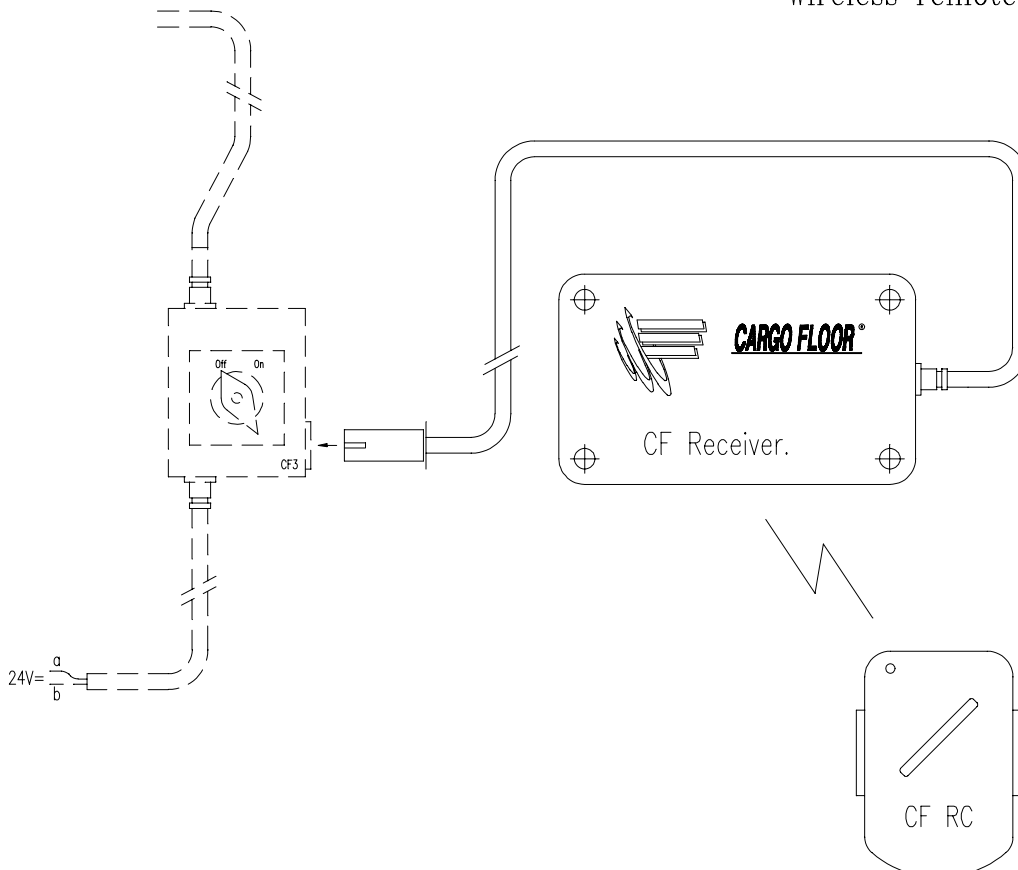 Wireless remote
CARGO FLOOR®
Off On
CF Receiver.
CF3
a
24V=
b
CF RC